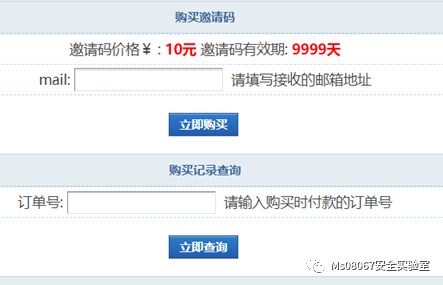 购买邀请码
邀请码价格￥ : 10元 邀请码有效期: 9999天
mail: 请填写接收的邮箱地址
立即购买
购买记录查询
订单号: 请输入购买时付款的订单号
立即查询
Ms08067安全实验室